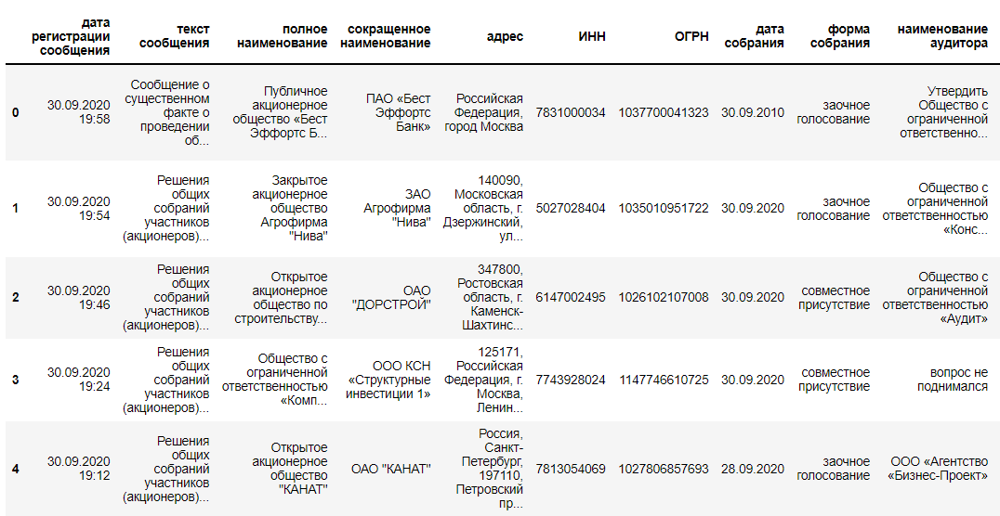 дата регистрации сообщения текст сообщения полное наименование сокращенное наименование адрес ИНН ОГРН дата собрания форма собрания наименование аудитора
0 30.09.2020 19:58 Сообщение о существенном факте о проведении об... Публичное акционерное общество «Бест Эффортс Б... ПАО «Бест Эффортс Банк» Российская Федерация, город Москва 7831000034 1037700041323 30.09.2010 заочное голосование Утвердить Общество с ограниченной ответственно...
1 30.09.2020 19:54 Решения общих собраний участников (акционеров)... Закрытое акционерное общество Агрофирма "Нива" ЗАО Агрофирма "Нива" 140090, Московская область, г. Дзержинский, ул... 5027028404 1035010951722 30.09.2020 заочное голосование Общество с ограниченной ответственностью «Конс...
2 30.09.2020 19:46 Решения общих собраний участников (акционеров)... Открытое акционерное общество по строительству... ОАО "ДОРСТРОЙ" 347800, Ростовская область, г. Каменск-Шахтинс... 6147002495 1026102107008 30.09.2020 совместное присутствие Общество с ограниченной ответственностью «Аудит»
3 30.09.2020 19:24 Решения общих собраний участников (акционеров)... Общество с ограниченной ответственностью «Комп... ООО КСН «Структурные инвестиции 1» 125171, Российская Федерация, г. Москва, Ленин... 7743928024 1147746610725 30.09.2020 совместное присутствие вопрос не поднимался
4 30.09.2020 19:12 Решения общих собраний участников (акционеров)... Открытое акционерное общество "КАНАТ" ОАО "КАНАТ" Россия, Санкт-Петербург, 197110, Петровский пр... 7813054069 1027806857693 28.09.2020 заочное голосование ООО «Агентство «Бизнес-Проект»